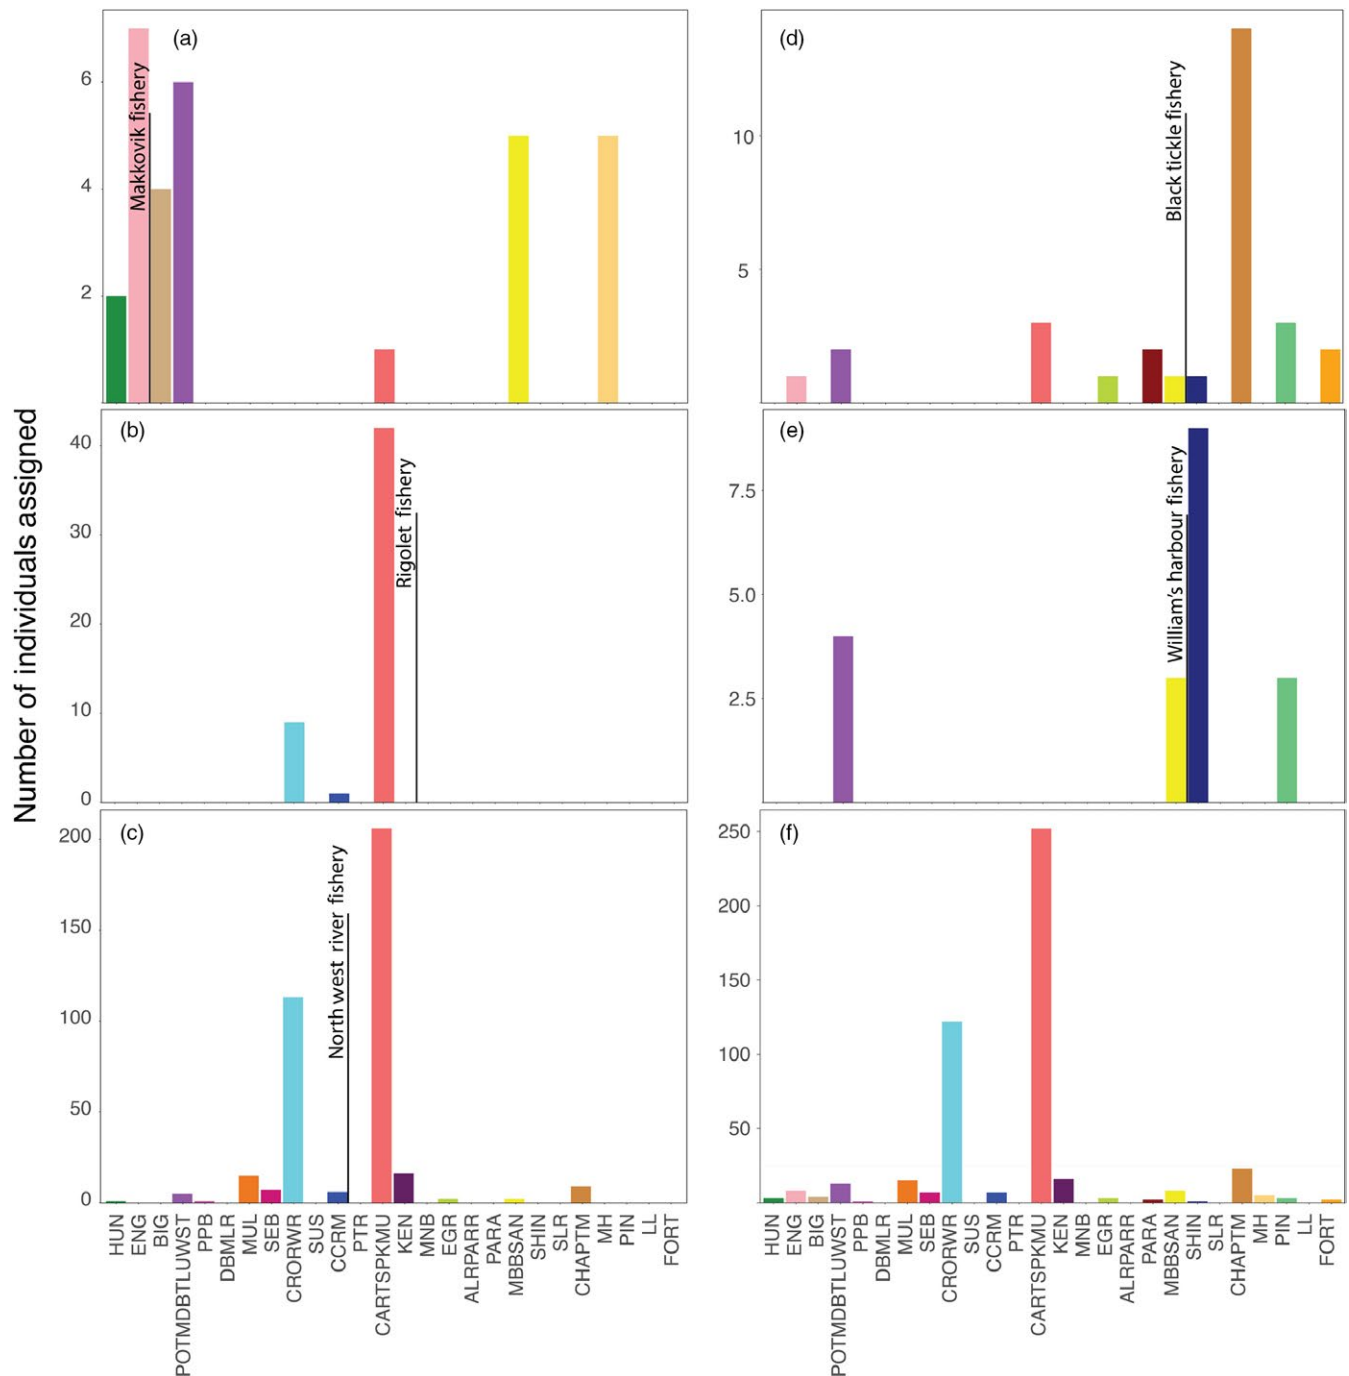 Number of individuals assigned
(a)
6
4
2
Makkovik fishery
(d)
10
5
Black tickle fishery
(b)
40
30
20
10
0
Rigolet fishery
(e)
7.5
5.0
2.5
William's harbour fishery
(c)
200
150
100
50
0
North west river fishery
(f)
250
200
150
100
50
HUN
ENG
BIG
POTMDBTLUWST
PPB
DBMLR
MUL
SEB
CRORWR
SUS
CCRM
PTR
CARTSPKMU
KEN
MNB
EGR
ALRPARR
PARA
MBBSAN
SHIN
SLR
CHAPTM
MH
PIN
LL
FORT
HUN
ENG
BIG
POTMDBTLUWST
PPB
DBMLR
MUL
SEB
CRORWR
SUS
CCRM
PTR
CARTSPKMU
KEN
MNB
EGR
ALRPARR
PARA
MBBSAN
SHIN
SLR
CHAPTM
MH
PIN
LL
FORT